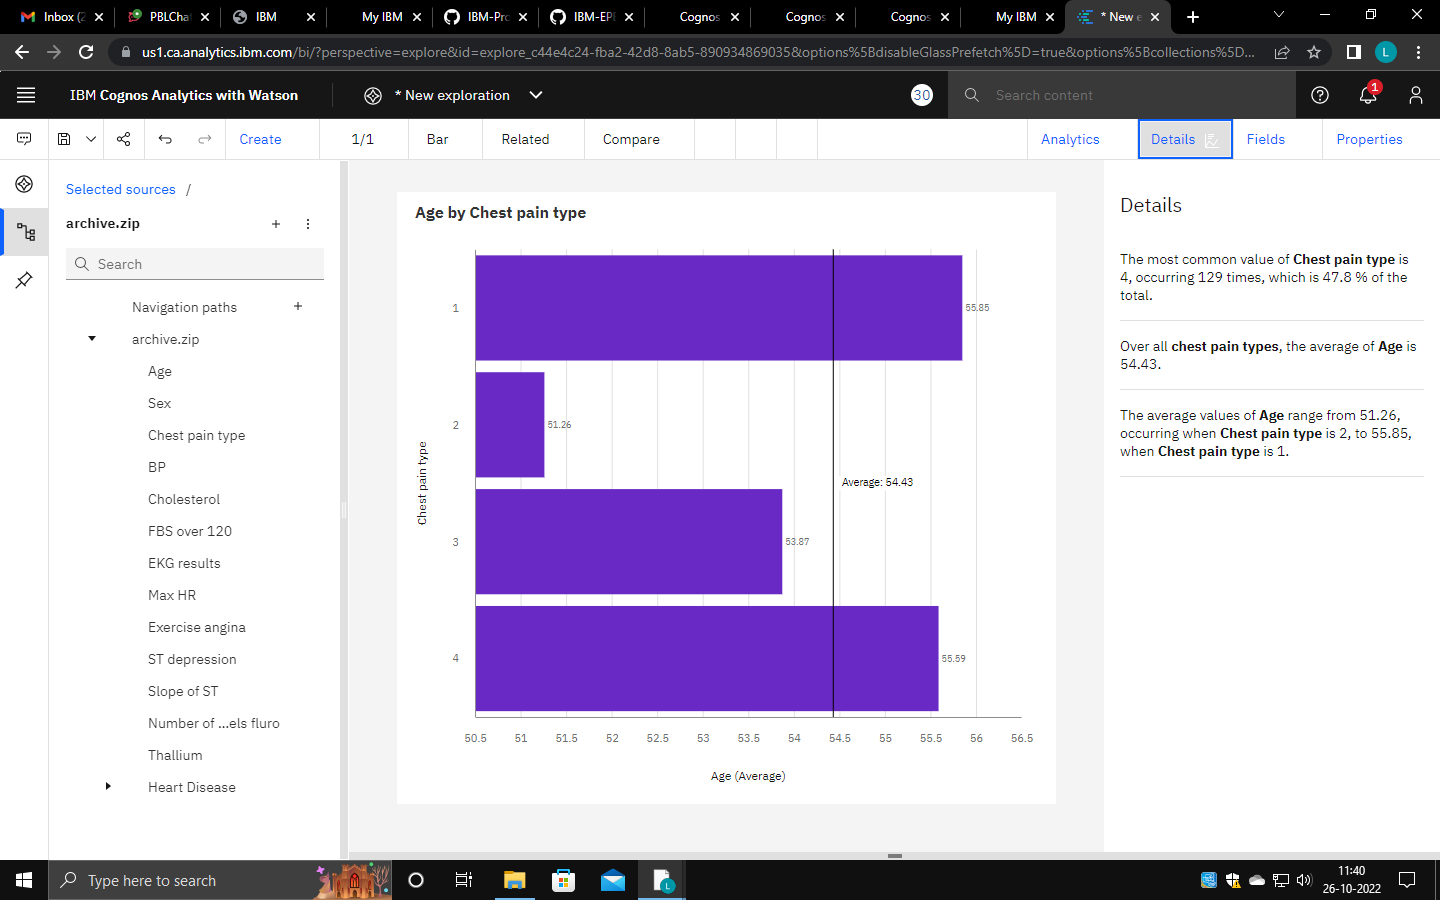 Inbox (2
PBLCha
IBM
My IBM
IBM-Pro
IBM-EPI
Cognos
Cognos
Cognos
My IBM
* New e
us1.ca.analytics.ibm.com/bi/?perspective=explore&id=explore_c44e4c24-fba2-42d8-8ab5-890934869035&options%5BdisableGlassPrefetch%5D=true&options%5Bcollections%5D...
L
IBM Cognos Analytics with Watson
* New exploration
30
Search content
1
Create
1/1
Bar
Related
Compare
Analytics
Details
Fields
Properties
Selected sources /
archive.zip
Search
Navigation paths
archive.zip
Age
Sex
Chest pain type
BP
Cholesterol
FBS over 120
EKG results
Max HR
Exercise angina
ST depression
Slope of ST
Number of ...els fluro
Thallium
Heart Disease
Age by Chest pain type
Chest pain type
1
55.85
2
51.26
Average: 54.43
3
53.87
4
55.59
50.5 51 51.5 52 52.5 53 53.5 54 54.5 55 55.5 56 56.5
Age (Average)
Details
The most common value of Chest pain type is
4, occurring 129 times, which is 47.8 % of the
total.
Over all chest pain types, the average of Age is
54.43.
The average values of Age range from 51.26,
occurring when Chest pain type is 2, to 55.85,
when Chest pain type is 1.
Type here to search
L
11:40
26-10-2022